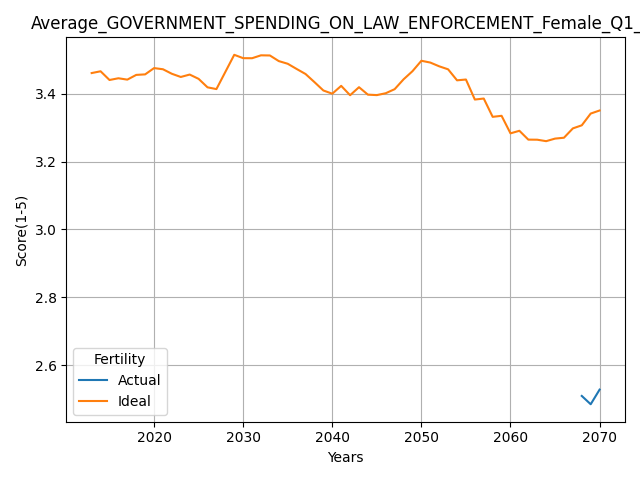 Average_GOVERNMENT_SPENDING_ON_LAW_ENFORCEMENT_Female_Q1_
Score(1-5)
3.4
3.2
3.0
2.8
2.6
Fertility
Actual
Ideal
2020 2030 2040 2050 2060 2070
Years